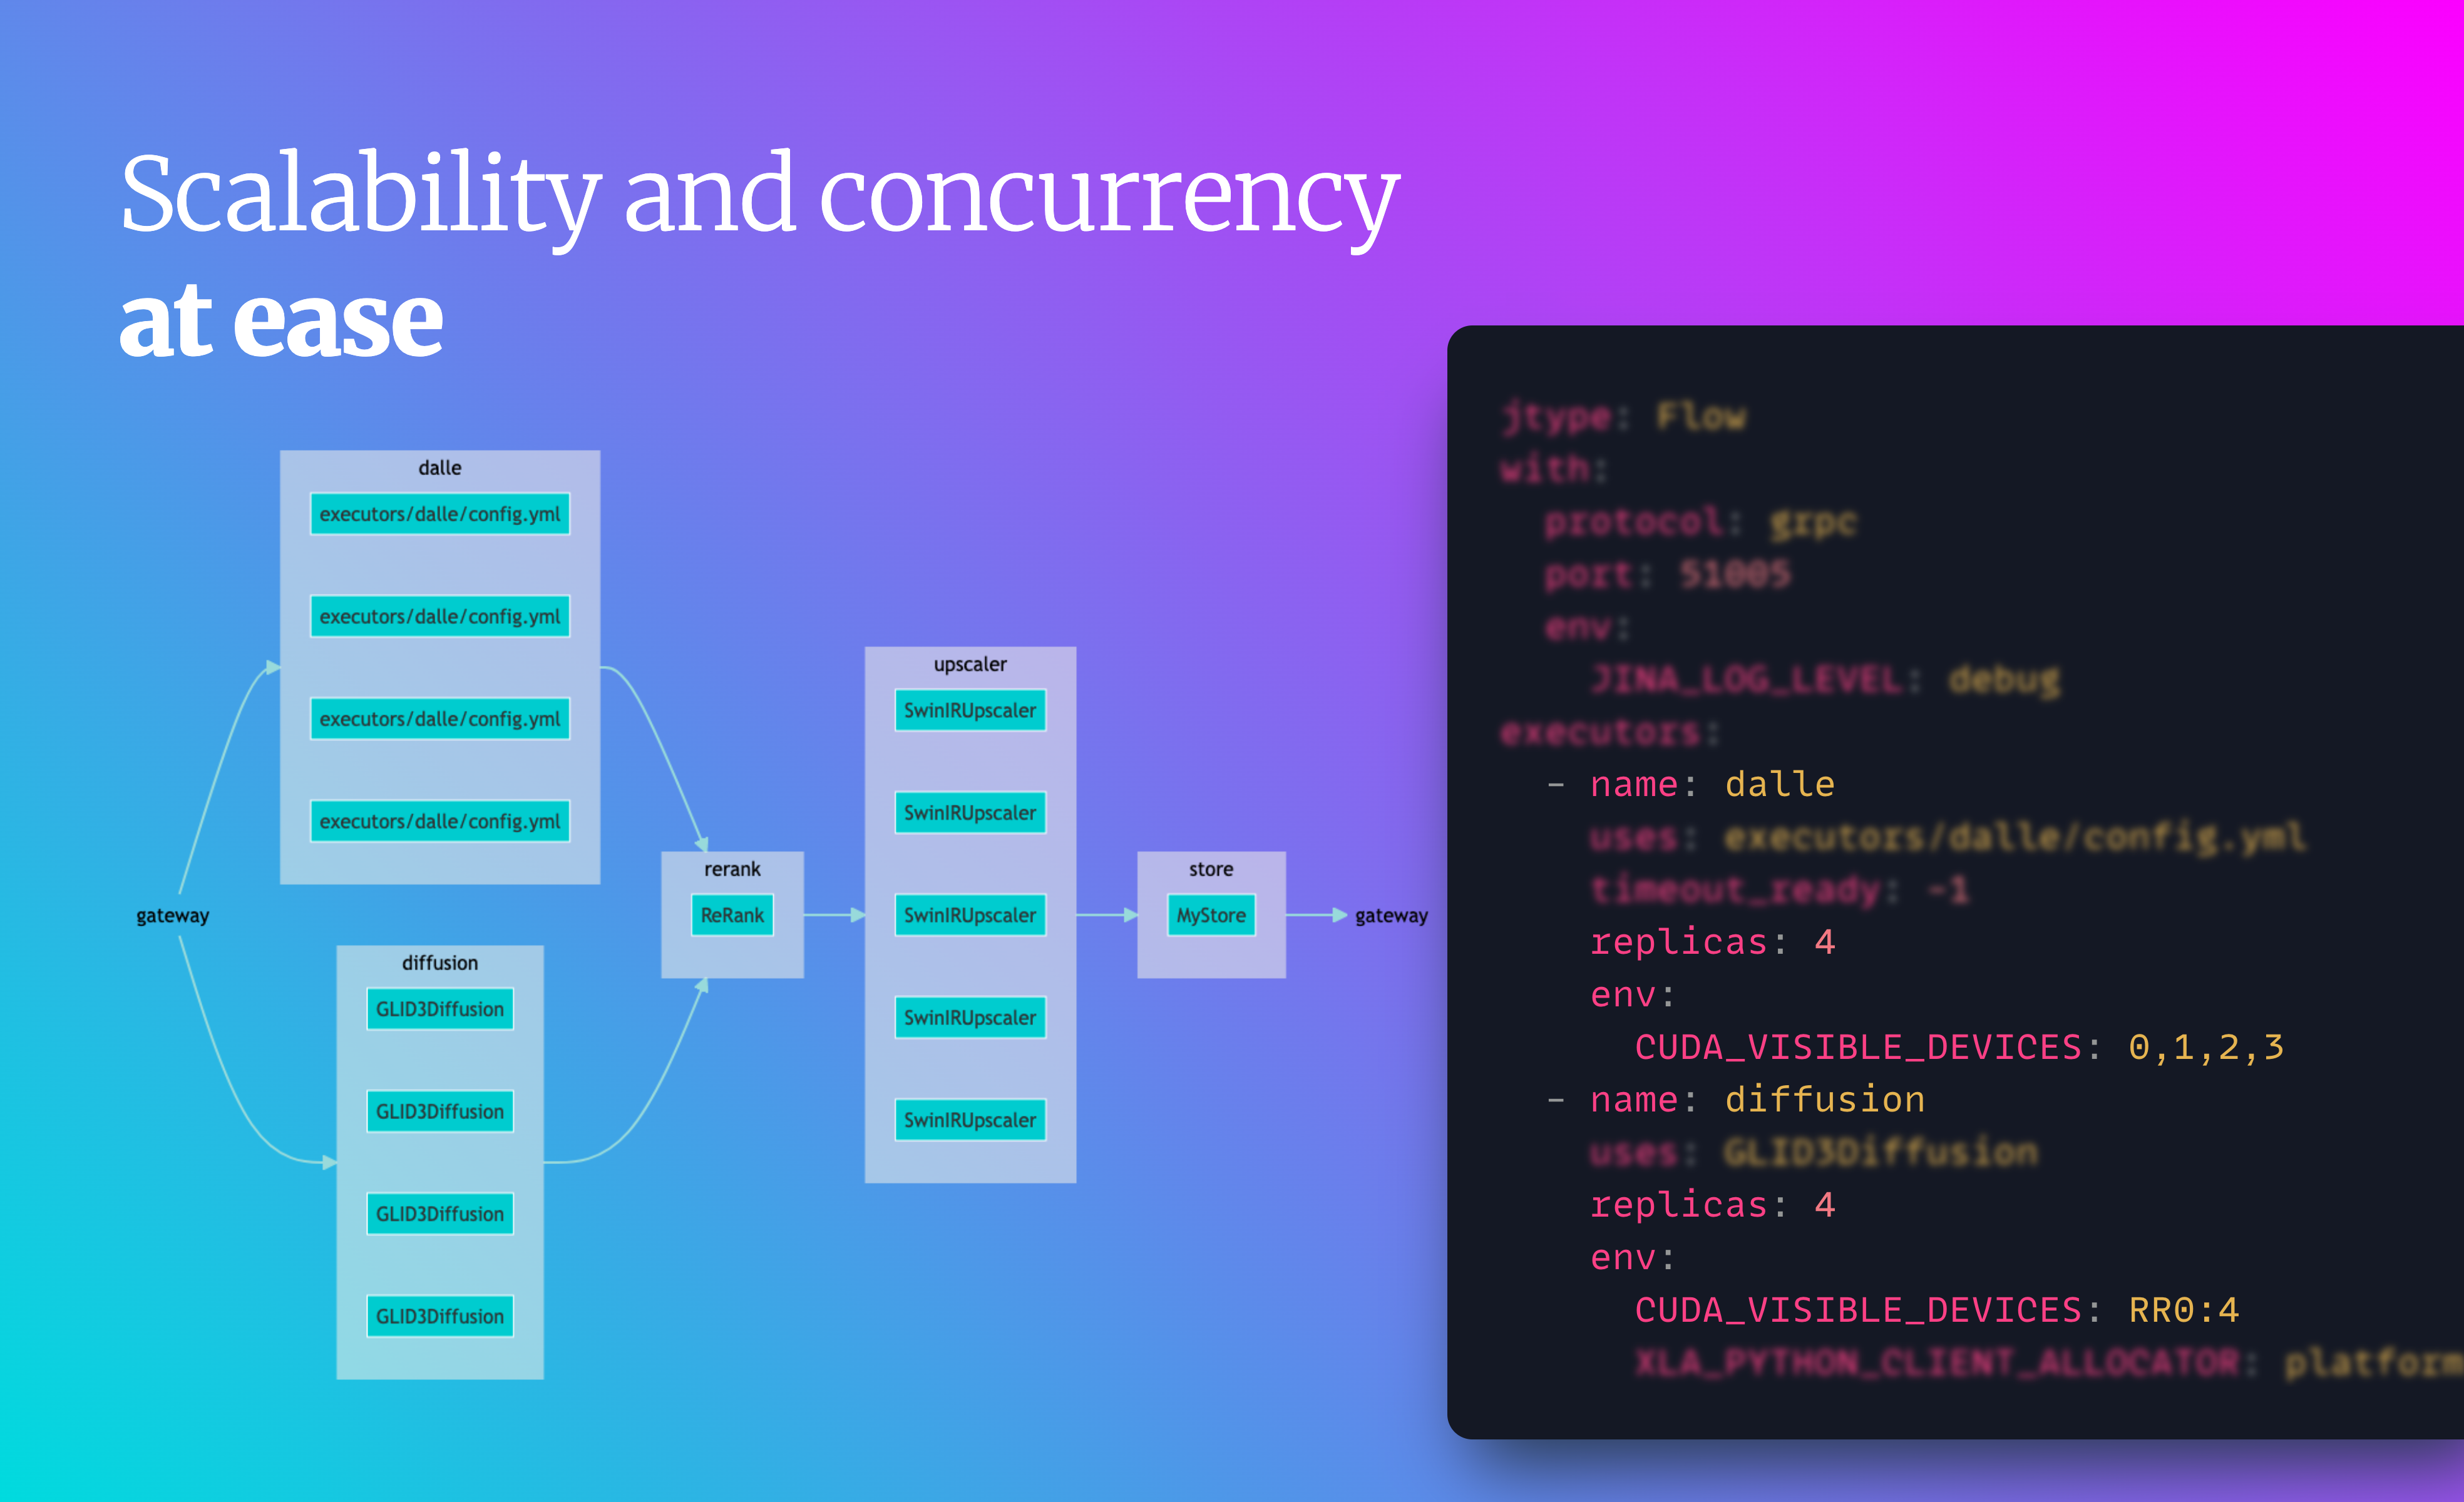 Scalability and concurrency
at ease
dalle
executors/dalle/config.yml
executors/dalle/config.yml
executors/dalle/config.yml
executors/dalle/config.yml
gateway
diffusion
GLID3Diffusion
GLID3Diffusion
GLID3Diffusion
GLID3Diffusion
rerank
ReRank
upscaler
SwinIRUpscaler
SwinIRUpscaler
SwinIRUpscaler
SwinIRUpscaler
SwinIRUpscaler
store
MyStore
gateway
jtype: Flow
with:
  protocol: grpc
  port: 51005
  env:
    JINA_LOG_LEVEL: debug
executors:
  - name: dalle
    uses: executors/dalle/config.yml
    timeout_ready: -1
    replicas: 4
    env:
      CUDA_VISIBLE_DEVICES: 0,1,2,3
  - name: diffusion
    uses: GLID3Diffusion
    replicas: 4
    env:
      CUDA_VISIBLE_DEVICES: RR0:4
      XLA_PYTHON_CLIENT_ALLOCATOR: platform